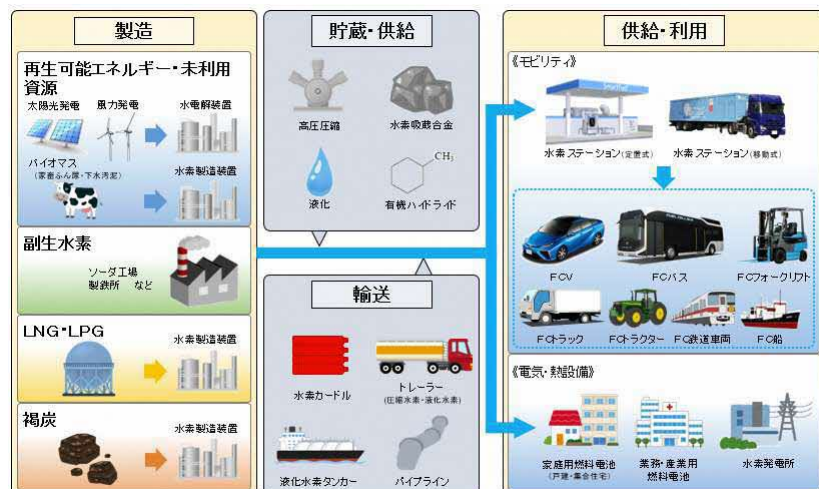 製造
再生可能エネルギー・未利用
資源
太陽光発電
風力発電
水電解装置
バイオマス
(家畜ふん尿・下水汚泥)
水素製造装置
副生水素
ソーダ工場
製鉄所 など
LNG・LPG
水素製造装置
褐炭
水素製造装置
貯蔵・供給
高圧圧縮
水素吸蔵合金
CH3
液化
有機ハイドライド
輸送
水素カードル
トレーラー
(圧縮水素・液化水素)
液化水素タンカー
パイプライン
供給・利用
《モビリティ》
水素ステーション(定置式)
水素ステーション(移動式)
FCV
FCバス
FCフォークリフト
FCトラック
FCトラクター
FC鉄道車両
FC船
《電気・熱設備》
家庭用燃料電池
(戸建・集合住宅)
業務・産業用
燃料電池
水素発電所